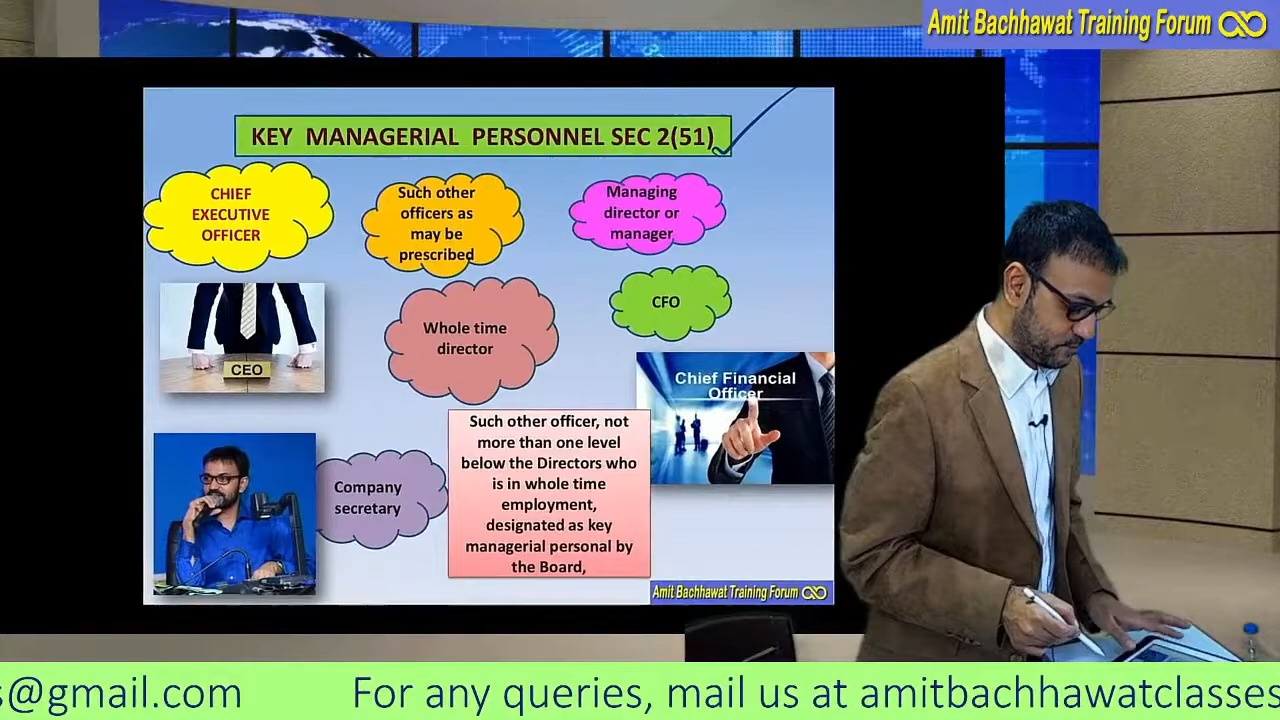 Amit Bachhawat Training Forum
KEY MANAGERIAL PERSONNEL SEC 2(51)
CHIEF
EXECUTIVE
OFFICER
Such other
officers as
may be
prescribed
Managing
director or
manager
CFO
Whole time
director
CEO
Chief Financial
Officer
Company
secretary
Such other officer, not
more than one level
below the Directors who
is in whole time
employment,
designated as key
managerial personal by
the Board,
Amit Bachhawat Training Forum
s@gmail.com For any queries, mail us at amitbachhawatclasses